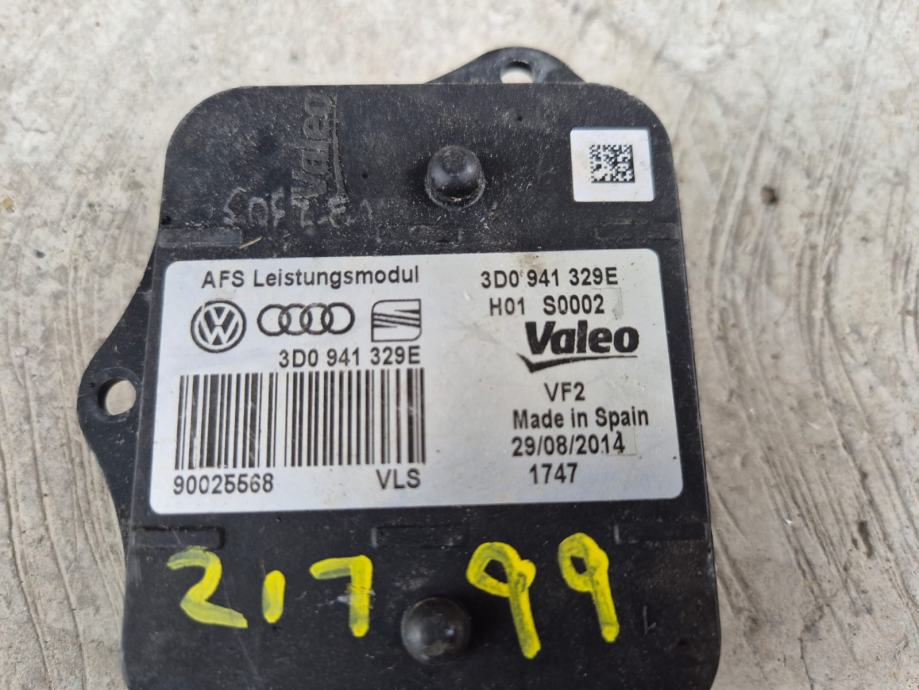 Valeo
AFS Leistungsmodul
3D0 941 329E
3D0 941 329E
H01 S0002
Valeo
90025568
VLS
VF2
Made in Spain
29/08/2014
1747
217 99